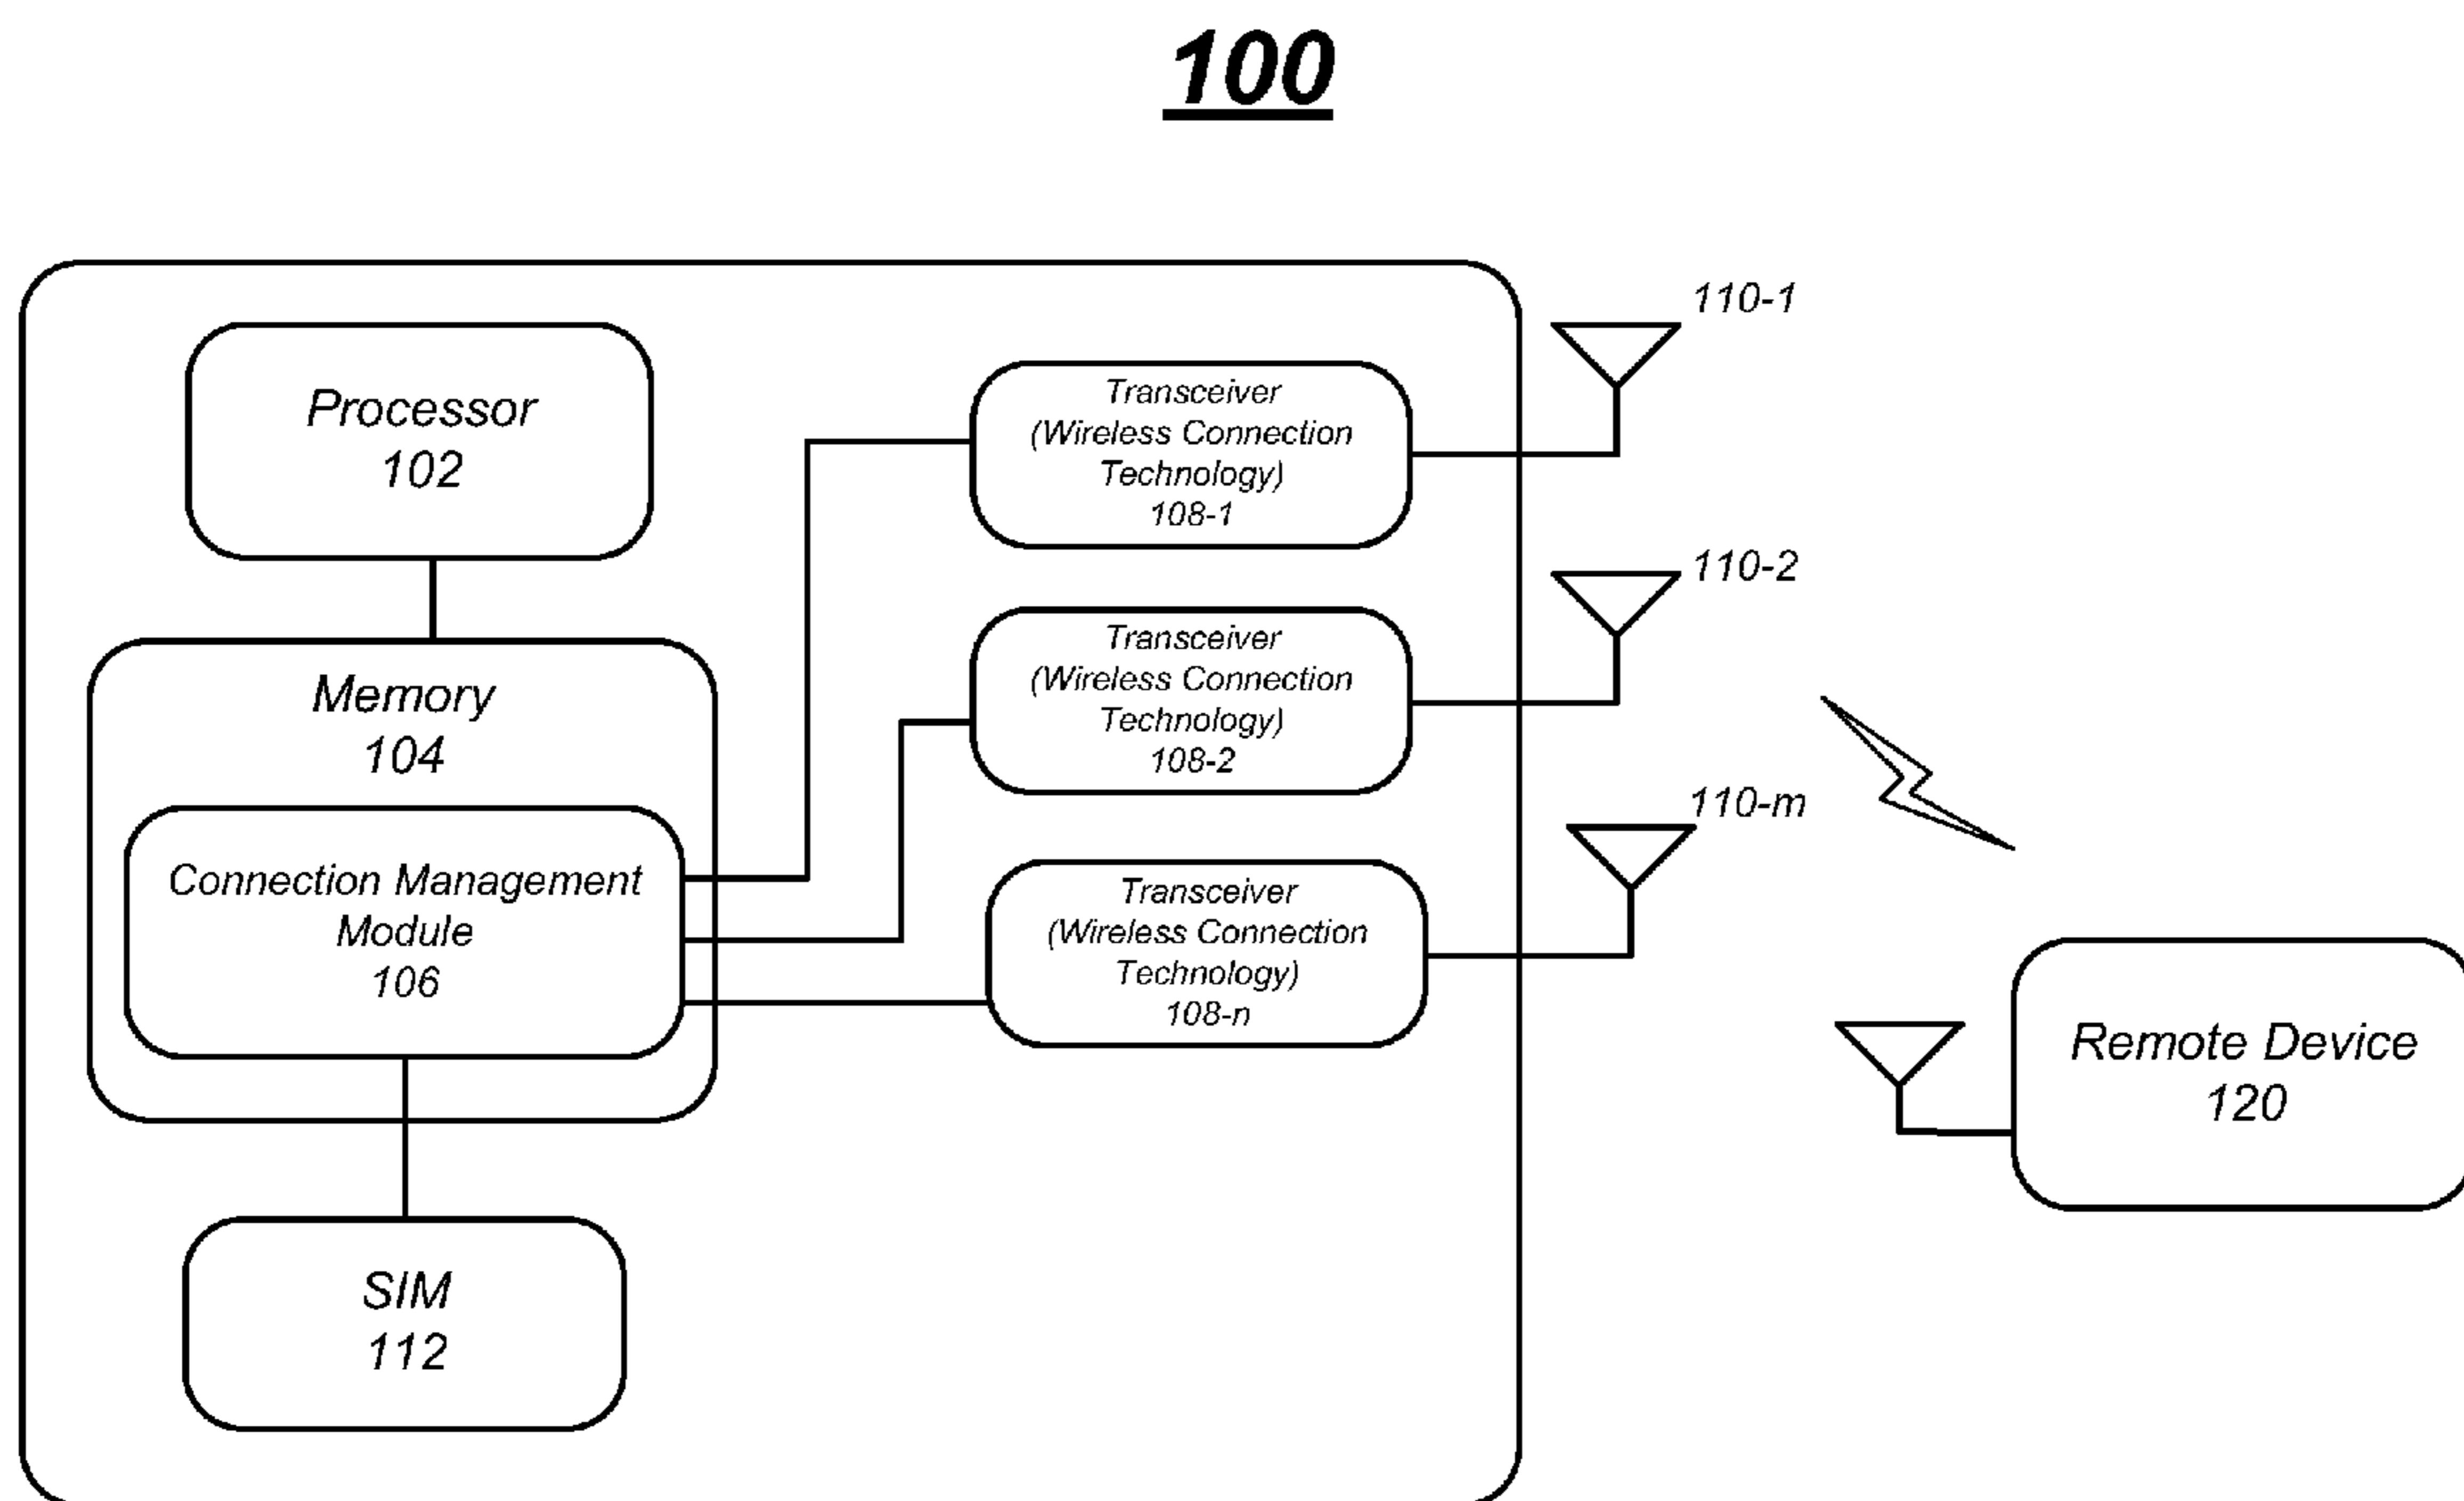 100
Processor
102
Memory
104
Connection Management
Module
106
SIM
112
Transceiver
(Wireless Connection
Technology)
108-1
Transceiver
(Wireless Connection
Technology)
108-2
Transceiver
(Wireless Connection
Technology)
108-n
110-1
110-2
110-m
Remote Device
120